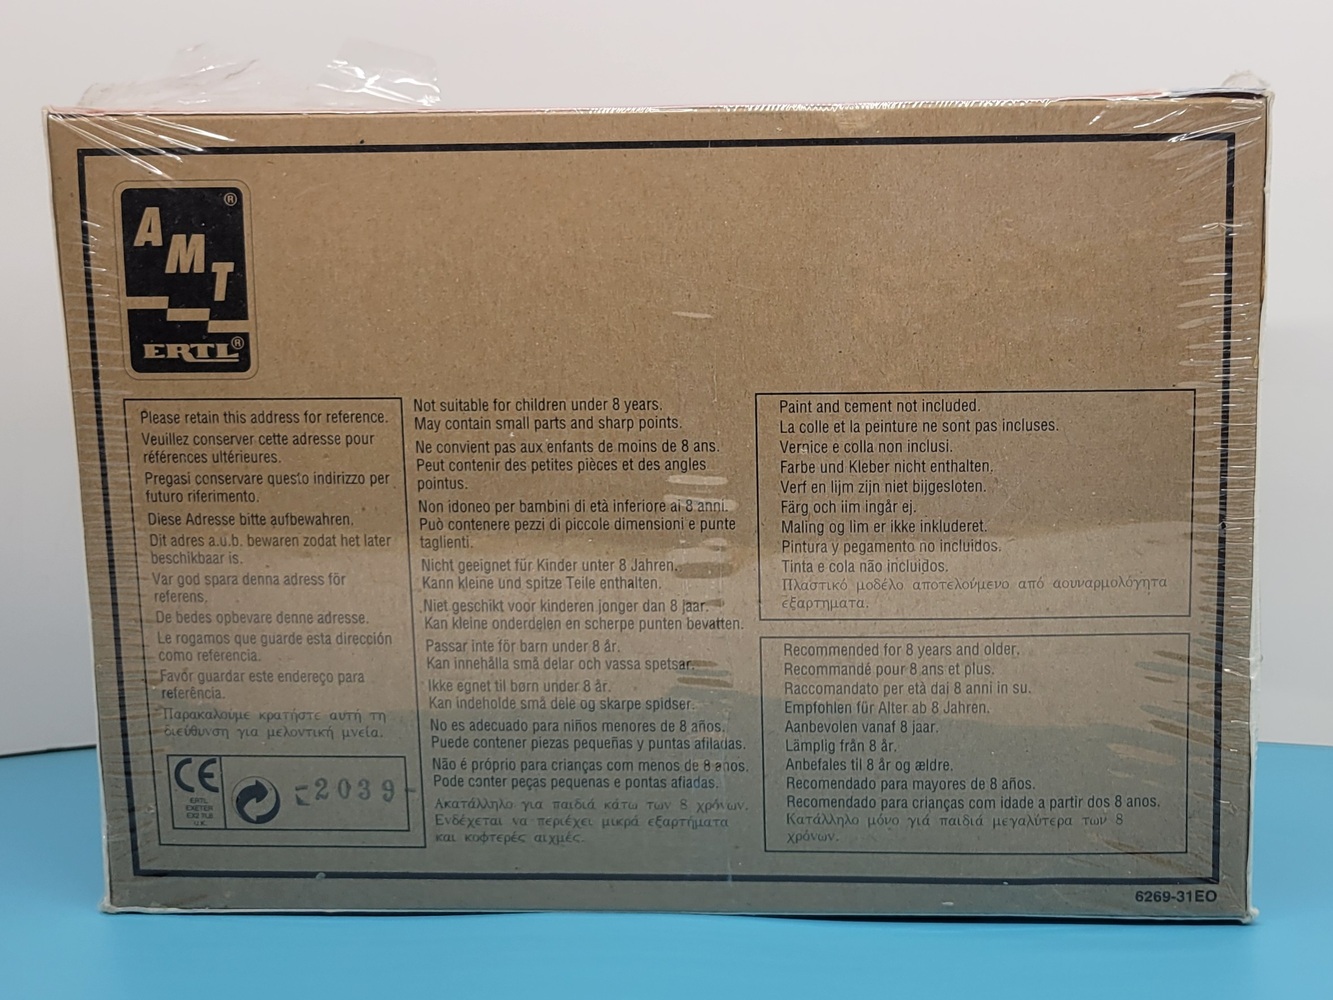 AMT
®
ERTL®
Please retain this address for reference.
Veuillez conserver cette adresse pour
références ultérieures.
Pregasi conservare questo indirizzo per
futuro riferimento.
Diese Adresse bitte aufbewahren.
Dit adres a.u.b. bewaren zodat het later
beschikbaar is.
Var god spara denna adress för
referens.
De bedes opbevare denne adresse.
Le rogamos que guarde esta dirección
como referencia.
Favôr guardar este endereço para
referência.
Παρακαλουμε κρατήστε αυτή τη
διεύθυνση για μελοντική μνεία.
CE
ERTL
EXETER
EX2 7LB
U.K.
2039
Not suitable for children under 8 years.
May contain small parts and sharp points.
Ne convient pas aux enfants de moins de 8 ans.
Peut contenir des petites pièces et des angles
pointus.
Non idoneo per bambini di età inferiore ai 8 anni.
Può contenere pezzi di piccole dimensioni e punte
taglienti.
Nicht geeignet für Kinder unter 8 Jahren.
Kann kleine und spitze Teile enthalten.
Niet geschikt voor kinderen jonger dan 8 jaar.
Kan kleine onderdelen en scherpe punten bevatten.
Passar inte för barn under 8 år.
Kan innehålla små delar och vassa spetsar.
Ikke egnet til børn under 8 år.
Kan indeholde små dele og skarpe spidser.
No es adecuado para niños menores de 8 años.
Puede contener piezas pequeñas y puntas afiladas.
Não é próprio para crianças com menos de 8 anos.
Pode conter peças pequenas e pontas afiadas.
Ακατάλληλο για παιδιά κάτω των 8 χρόνων.
Ενδέχεται να περιέχει μικρά εξαρτήματα
και κοφτερές αιχμές.
Paint and cement not included.
La colle et la peinture ne sont pas incluses.
Vernice e colla non inclusi.
Farbe und Kleber nicht enthalten.
Verf en lijm zijn niet bijgesloten.
Färg och iim ingår ej.
Maling og lim er ikke inkluderet.
Pintura y pegamento no incluidos.
Tinta e cola não incluidos.
Πλαστικό μοδέλο αποτελούμενο από αουναρμολόγητα
εξαρτήματα.
Recommended for 8 years and older.
Recommandé pour 8 ans et plus.
Raccomandato per età dai 8 anni in su.
Empfohlen für Alter ab 8 Jahren.
Aanbevolen vanaf 8 jaar.
Lämplig från 8 år.
Anbefales til 8 år og ældre.
Recomendado para mayores de 8 años.
Recomendado para crianças com idade a partir dos 8 anos.
Κατάλληλο μόνο γιά παιδιά μεγαλύτερα των 8
χρόνων.
6269-31EO